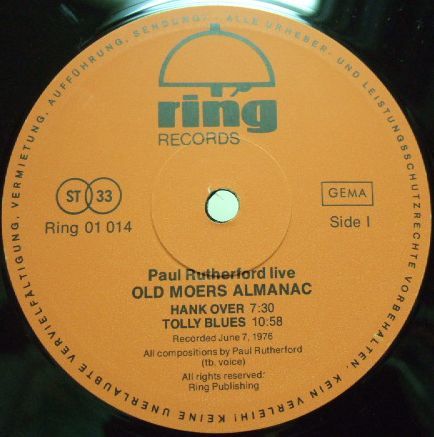 ring
RECORDS
ST 33
Ring 01 014
GEMA
Side I
Paul Rutherford live
OLD MOERS ALMANAC
HANK OVER 7:30
TOLLY BLUES 10:58
Recorded June 7, 1976
All compositions by Paul Rutherford
(tb, voice)
All rights reserved:
Ring Publishing
ALLE URHEBER- UND LEISTUNGSSCHUTZRECHTE VORBEHALTEN. KEIN VERLEIH! KEINE UNERLAUBTE VERVIELFÄLTIGUNG, VERMIETUNG, AUFFÜHRUNG, SENDUNG!